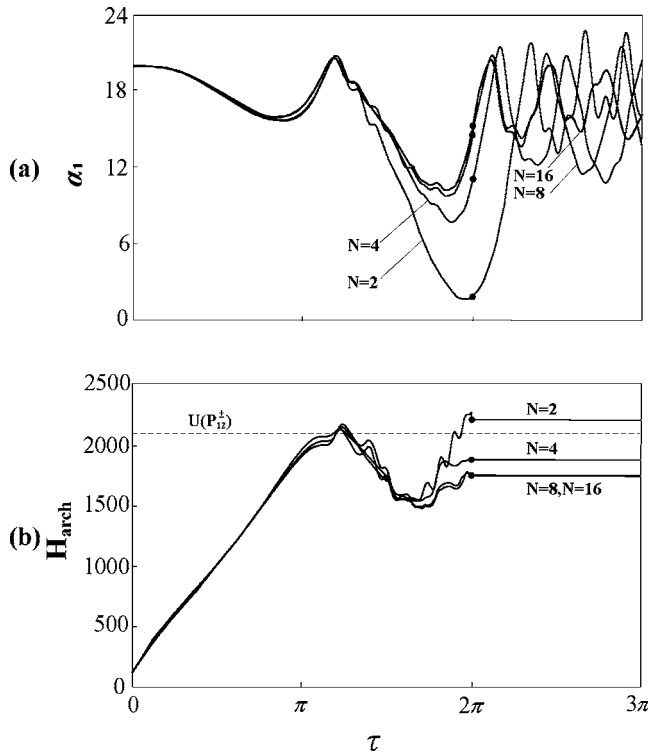 24
18
12
6
0
(a)
α₁
N=4
N=2
N=16
N=8
2500
2000
1500
1000
500
0
(b)
H_arch
U(P₁₂^±)
N=2
N=4
N=8,N=16
0
π
2π
3π
τ